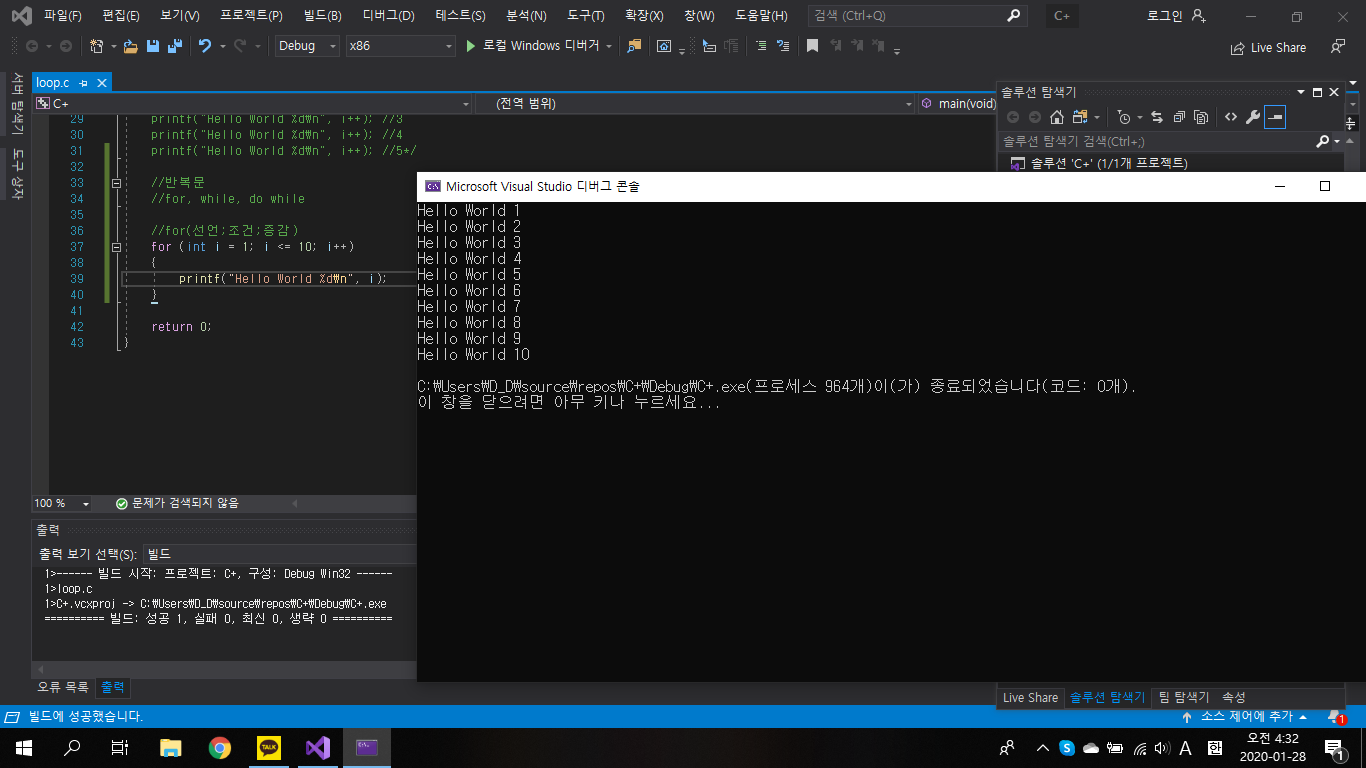 파일(F) 편집(E) 보기(V) 프로젝트(P) 빌드(B) 디버그(D) 테스트(S) 분석(N) 도구(T) 확장(X) 창(W) 도움말(H) 검색 (Ctrl+Q) C+ 로그인
Debug x86 로컬 Windows 디버거 Live Share
서버 탐색기
도구 상자
loop.c
C+ (전역 범위) main(void)
29 printf("Hello World %d₩n", i++); //3
30 printf("Hello World %d₩n", i++); //4
31 printf("Hello World %d₩n", i++); //5*/
32
33 //반복문
34 //for, while, do while
35
36 //for(선언;조건;증감)
37 for (int i = 1; i <= 10; i++)
38 {
39 printf("Hello World %d₩n", i);
40 }
41
42 return 0;
43 }
솔루션 탐색기
솔루션 탐색기 검색(Ctrl+;)
솔루션 'C+' (1/1개 프로젝트)
Microsoft Visual Studio 디버그 콘솔
Hello World 1
Hello World 2
Hello World 3
Hello World 4
Hello World 5
Hello World 6
Hello World 7
Hello World 8
Hello World 9
Hello World 10
C:₩Users₩D_D₩source₩repos₩C+₩Debug₩C+.exe(프로세스 964개)이(가) 종료되었습니다(코드: 0개).
이 창을 닫으려면 아무 키나 누르세요...
100 % 문제가 검색되지 않음
출력
출력 보기 선택(S): 빌드
1>------ 빌드 시작: 프로젝트: C+, 구성: Debug Win32 ------
1>loop.c
1>C+.vcxproj -> C:₩Users₩D_D₩source₩repos₩C+₩Debug₩C+.exe
========== 빌드: 성공 1, 실패 0, 최신 0, 생략 0 ==========
오류 목록 출력
Live Share 솔루션 탐색기 팀 탐색기 속성
빌드에 성공했습니다. 소스 제어에 추가 1
TALK
A 한 오전 4:32
2020-01-28 1